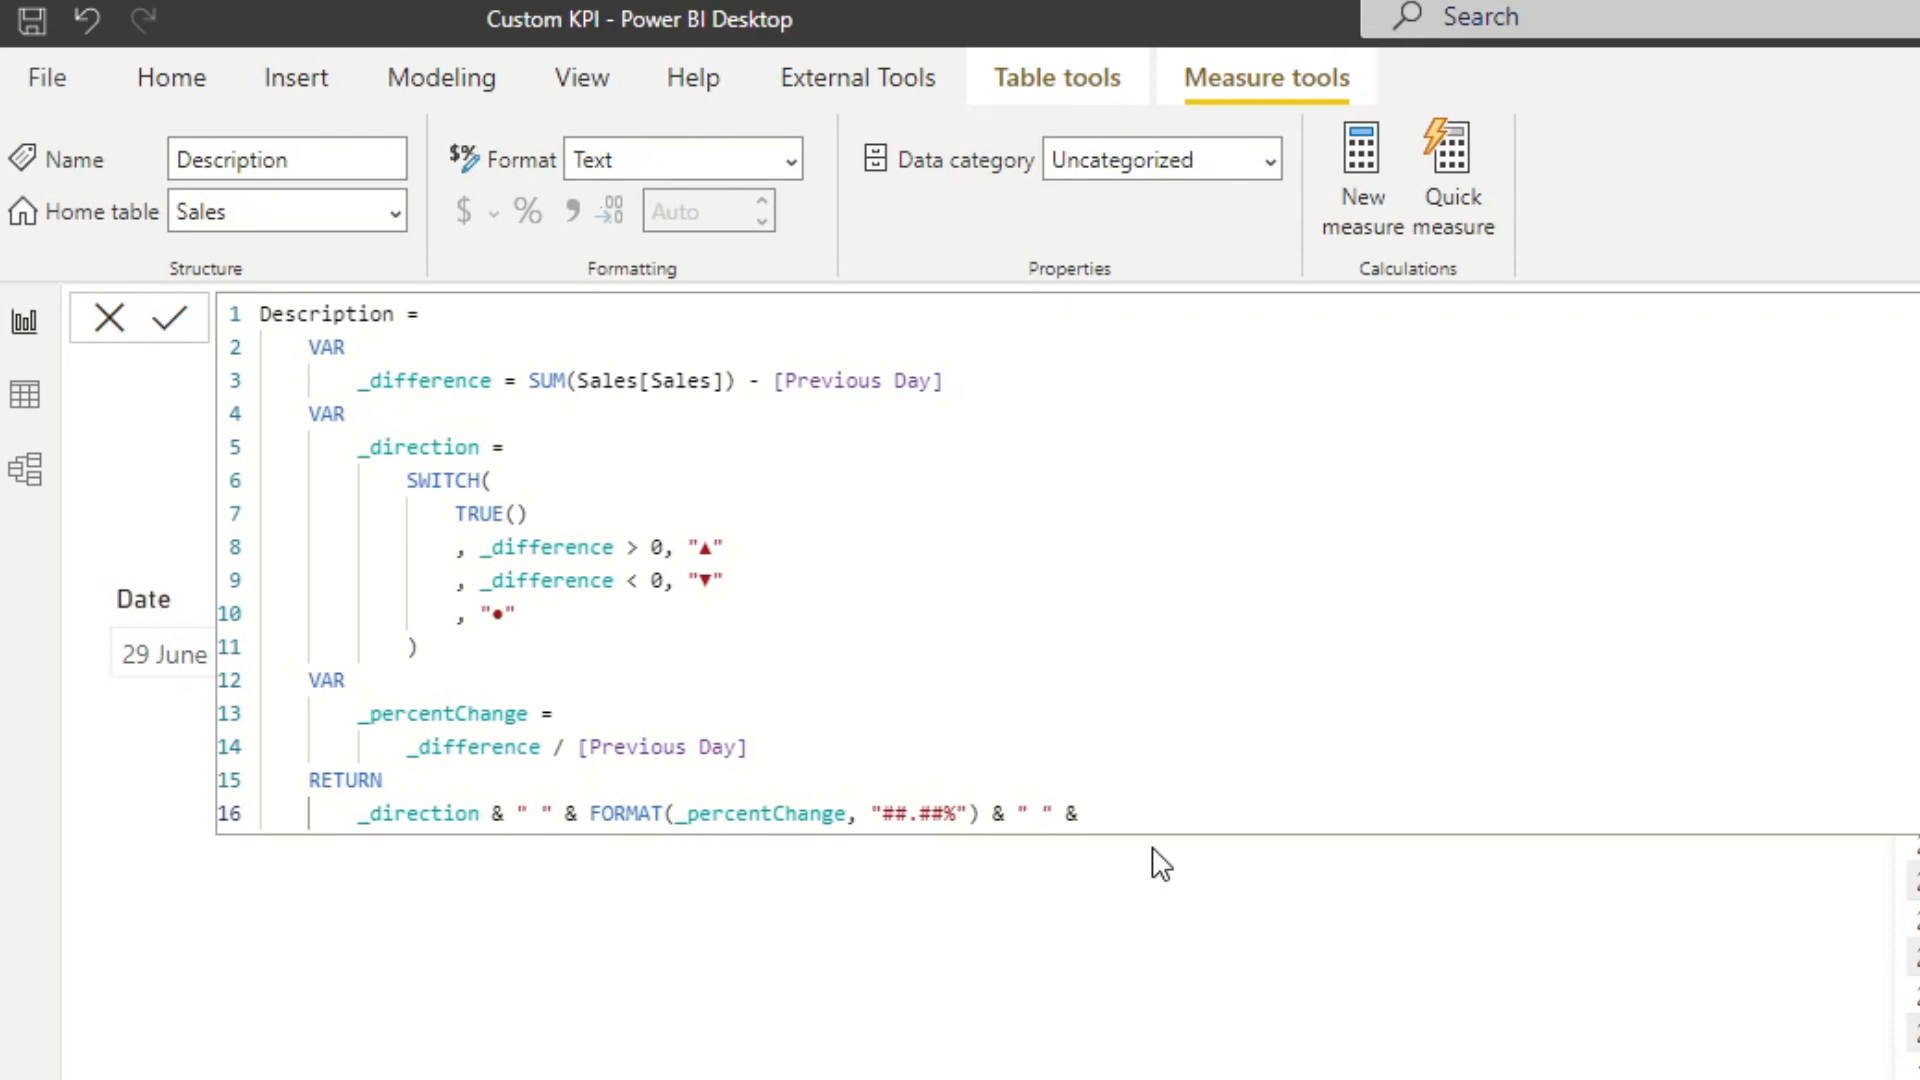 Custom KPI - Power BI Desktop
Search
File Home Insert Modeling View Help External Tools Table tools Measure tools
Name Description
Home table Sales
Structure
$% Format Text
$ % 9 .00 →0 Auto
Formatting
Data category Uncategorized
Properties
New measure
Quick measure
Calculations
1 Description =
2 VAR
3 _difference = SUM(Sales[Sales]) - [Previous Day]
4 VAR
5 _direction =
6 SWITCH(
7 TRUE()
8 , _difference > 0, "▲"
9 , _difference < 0, "▼"
10 , "●"
11 )
12 VAR
13 _percentChange =
14 _difference / [Previous Day]
15 RETURN
16 _direction & " " & FORMAT(_percentChange, "##.##%") & " " &
Date
29 June